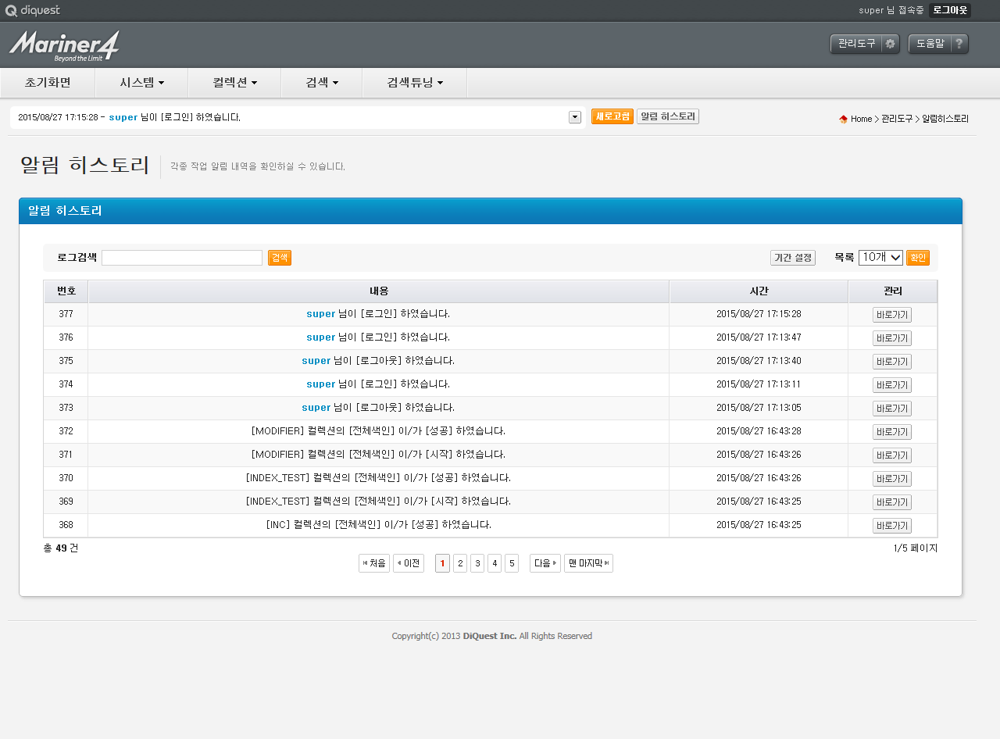 diquest
super 님 접속중 로그아웃
Mariner4
Beyond the Limit
관리도구 도움말 ?
초기화면 시스템 컬렉션 검색 검색튜닝
2015/08/27 17:15:28 - super 님이 [로그인] 하였습니다. 새로고침 알림 히스토리 Home > 관리도구 > 알림히스토리
알림 히스토리 각종 작업 알림 내역을 확인하실 수 있습니다.
알림 히스토리
로그검색 검색 기간 설정 목록 10개 확인
번호 내용 시간 관리
377 super 님이 [로그인] 하였습니다. 2015/08/27 17:15:28 바로가기
376 super 님이 [로그인] 하였습니다. 2015/08/27 17:13:47 바로가기
375 super 님이 [로그아웃] 하였습니다. 2015/08/27 17:13:40 바로가기
374 super 님이 [로그인] 하였습니다. 2015/08/27 17:13:11 바로가기
373 super 님이 [로그아웃] 하였습니다. 2015/08/27 17:13:05 바로가기
372 [MODIFIER] 컬렉션의 [전체색인] 이/가 [성공] 하였습니다. 2015/08/27 16:43:28 바로가기
371 [MODIFIER] 컬렉션의 [전체색인] 이/가 [시작] 하였습니다. 2015/08/27 16:43:26 바로가기
370 [INDEX_TEST] 컬렉션의 [전체색인] 이/가 [성공] 하였습니다. 2015/08/27 16:43:26 바로가기
369 [INDEX_TEST] 컬렉션의 [전체색인] 이/가 [시작] 하였습니다. 2015/08/27 16:43:25 바로가기
368 [INC] 컬렉션의 [전체색인] 이/가 [성공] 하였습니다. 2015/08/27 16:43:25 바로가기
총 49 건 1/5 페이지
처음 이전 1 2 3 4 5 다음 맨 마지막
Copyright(c) 2013 DiQuest Inc. All Rights Reserved